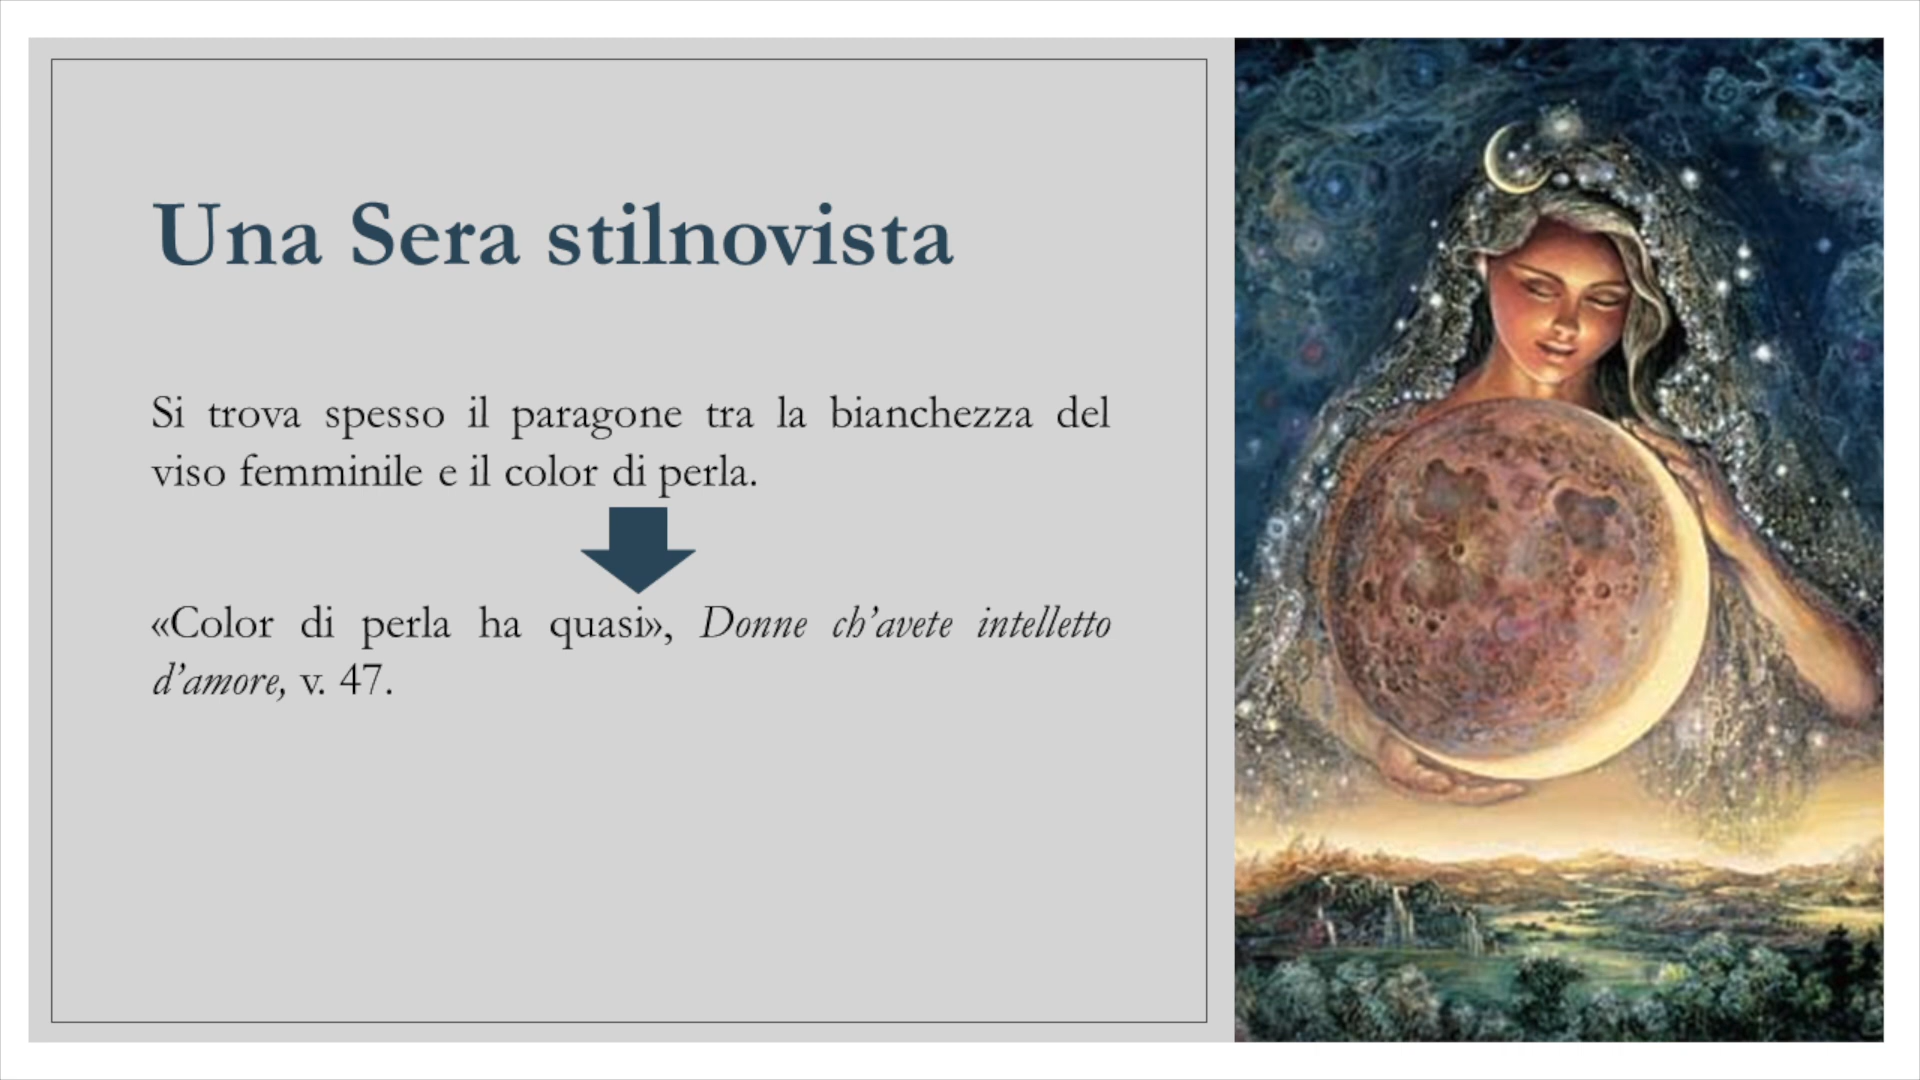 Una Sera stilnovista
Si trova spesso il paragone tra la bianchezza del
viso femminile e il color di perla.
«Color di perla ha quasi», Donne ch’avete intelletto
d’amore, v. 47.